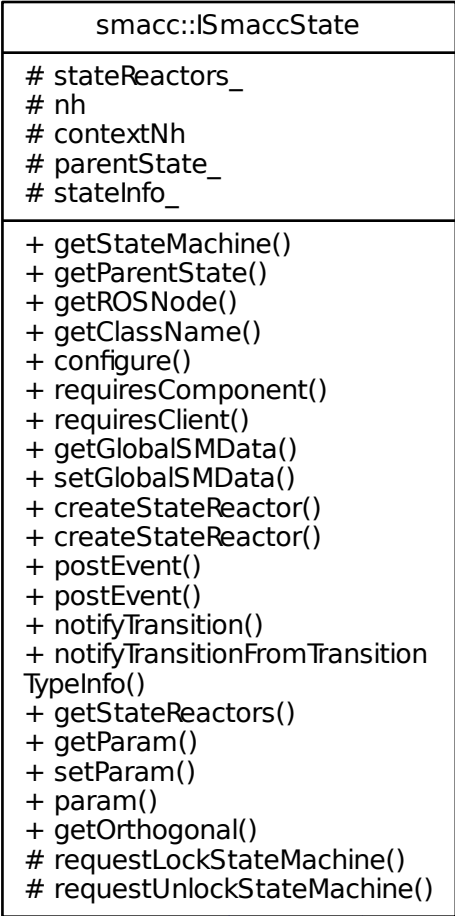 smacc::ISmaccState
# stateReactors_
# nh
# contextNh
# parentState_
# stateInfo_
+ getStateMachine()
+ getParentState()
+ getROSNode()
+ getClassName()
+ configure()
+ requiresComponent()
+ requiresClient()
+ getGlobalSMData()
+ setGlobalSMData()
+ createStateReactor()
+ createStateReactor()
+ postEvent()
+ postEvent()
+ notifyTransition()
+ notifyTransitionFromTransition
TypeInfo()
+ getStateReactors()
+ getParam()
+ setParam()
+ param()
+ getOrthogonal()
# requestLockStateMachine()
# requestUnlockStateMachine()